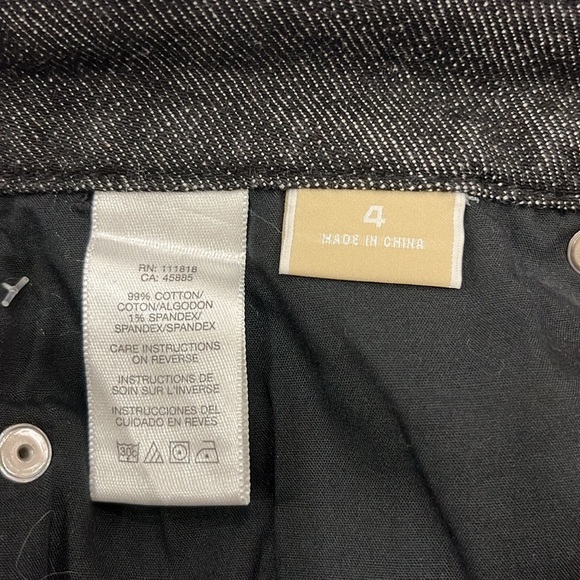 RN: 111818
CA: 45885
99% COTTON/
COTON/ALGODON
1% SPANDEX/
SPANDEX/SPANDEX
CARE INSTRUCTIONS
ON REVERSE
INSTRUCTIONS DE
SOIN SUR L'INVERSE
INSTRUCCIONES DEL
CUIDADO EN REVÉS
4
MADE IN CHINA